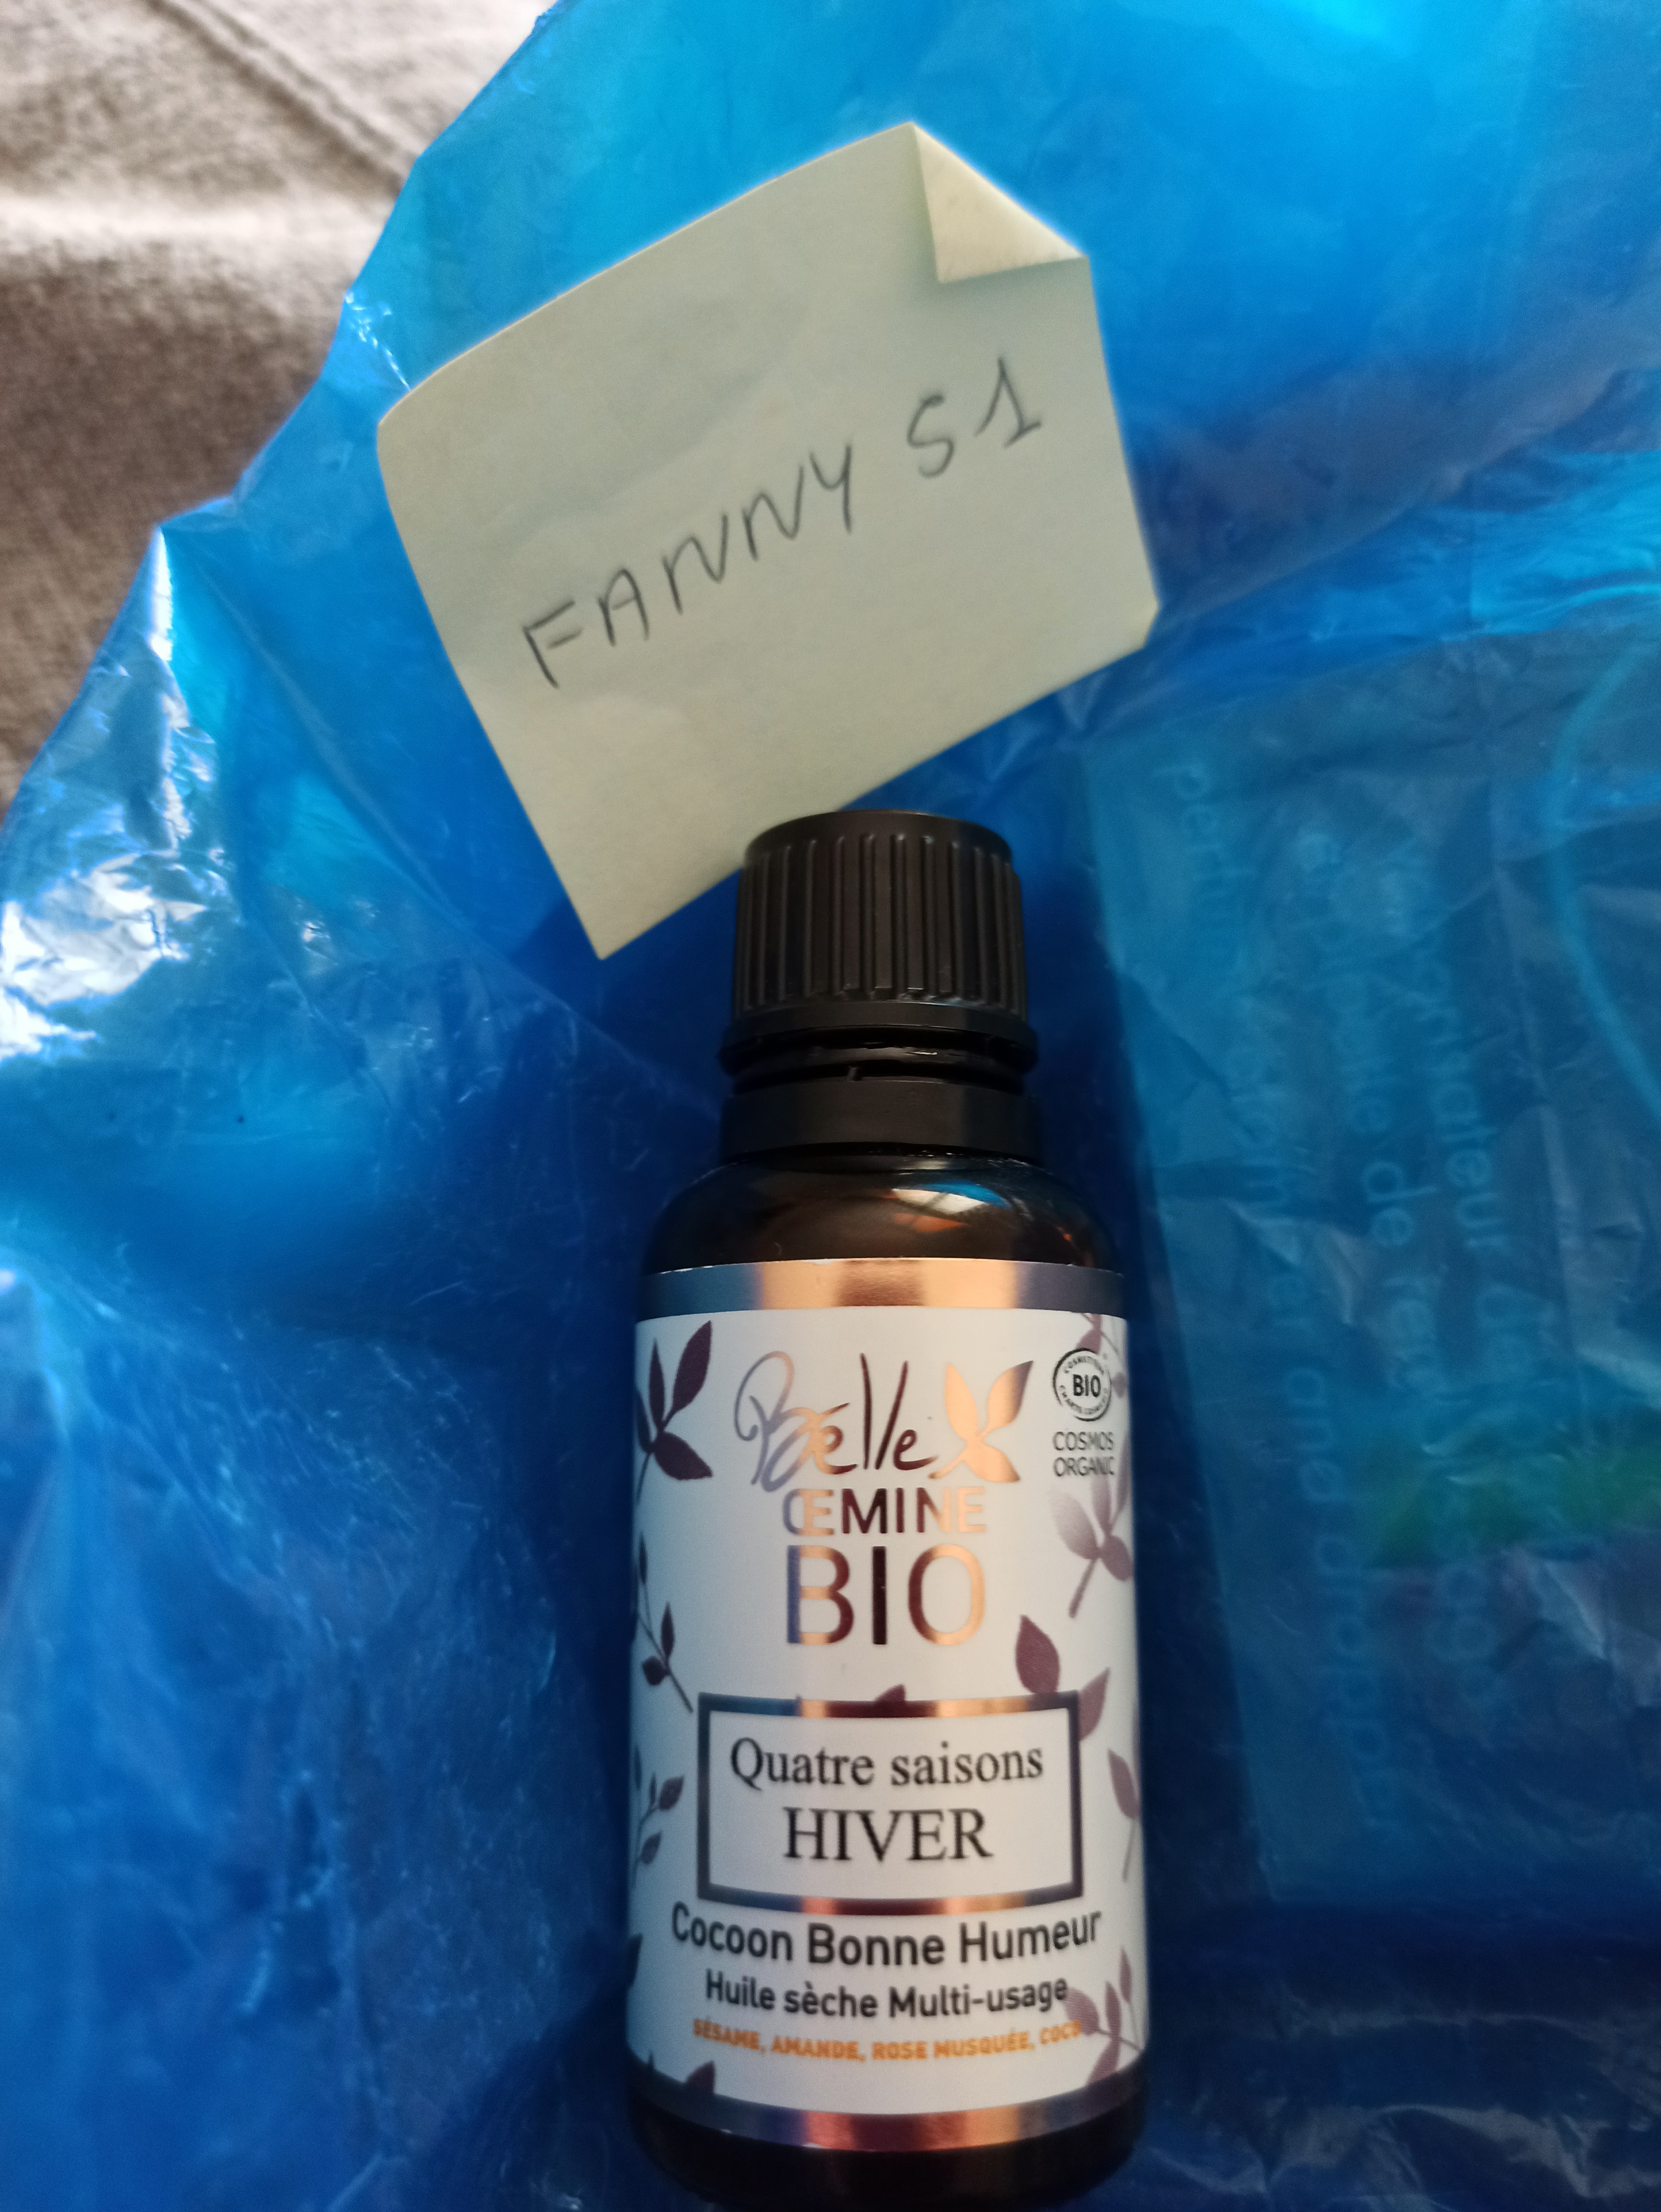 FANNY S1
Belle
ŒMINE
BIO
COSMÉTIQUE
BIO
COSMOS
ORGANIC
Quatre saisons
HIVER
Cocoon Bonne Humeur
Huile sèche Multi-usage
SÉSAME, AMANDE, ROSE MUSQUÉE, COCO